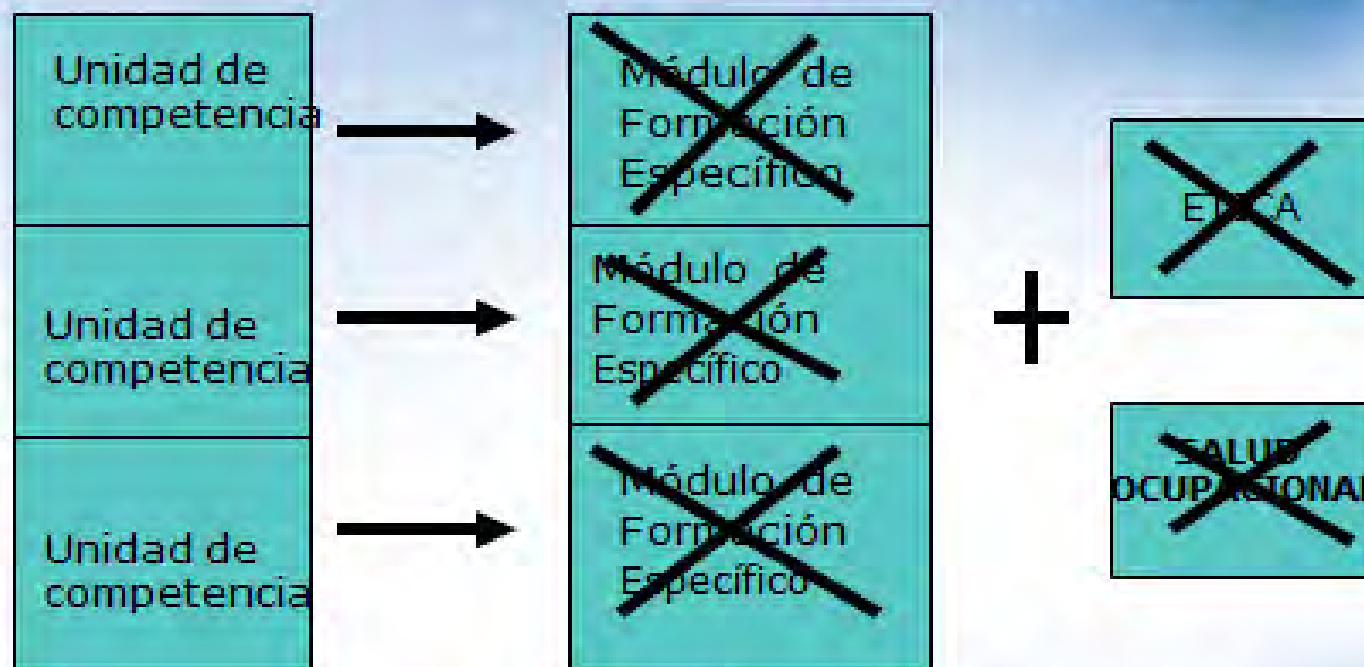 Unidad de
competencia
Módulo de
Formación
Específico
ETICA
Unidad de
competencia
Módulo de
Formación
Específico
SALUD
OCUPACIONAL
Unidad de
competencia
Módulo de
Formación
Específico